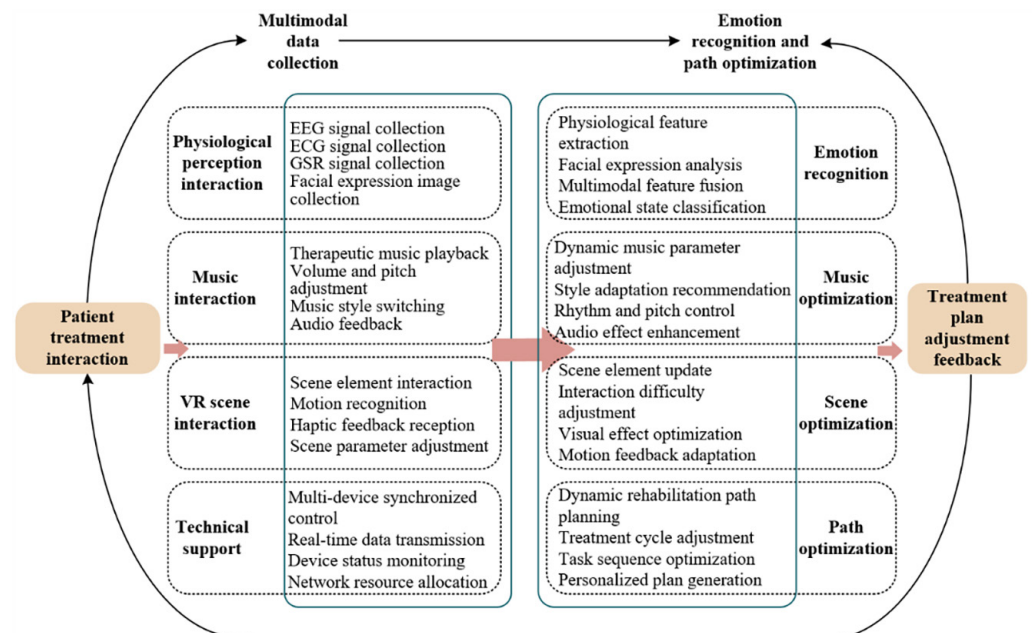 Multimodal
data
collection
Emotion
recognition and
path optimization
Patient
treatment
interaction
Physiological
perception
interaction
EEG signal collection
ECG signal collection
GSR signal collection
Facial expression image
collection
Music
interaction
Therapeutic music playback
Volume and pitch
adjustment
Music style switching
Audio feedback
VR scene
interaction
Scene element interaction
Motion recognition
Haptic feedback reception
Scene parameter adjustment
Technical
support
Multi-device synchronized
control
Real-time data transmission
Device status monitoring
Network resource allocation
Physiological feature
extraction
Facial expression analysis
Multimodal feature fusion
Emotional state classification
Emotion
recognition
Dynamic music parameter
adjustment
Style adaptation recommendation
Rhythm and pitch control
Audio effect enhancement
Music
optimization
Scene element update
Interaction difficulty
adjustment
Visual effect optimization
Motion feedback adaptation
Scene
optimization
Dynamic rehabilitation path
planning
Treatment cycle adjustment
Task sequence optimization
Personalized plan generation
Path
optimization
Treatment
plan
adjustment
feedback